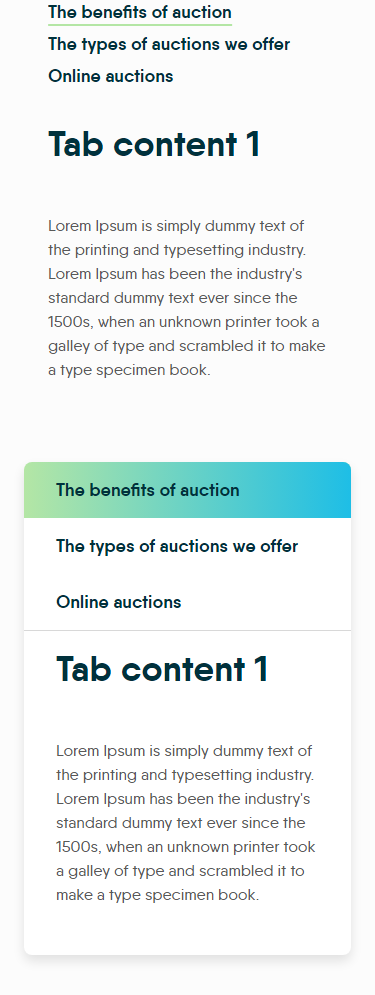 The benefits of auction
The types of auctions we offer
Online auctions
Tab content 1
Lorem Ipsum is simply dummy text of
the printing and typesetting industry.
Lorem Ipsum has been the industry's
standard dummy text ever since the
1500s, when an unknown printer took a
galley of type and scrambled it to make
a type specimen book.
The benefits of auction
The types of auctions we offer
Online auctions
Tab content 1
Lorem Ipsum is simply dummy text of
the printing and typesetting industry.
Lorem Ipsum has been the industry's
standard dummy text ever since the
1500s, when an unknown printer took
a galley of type and scrambled it to
make a type specimen book.